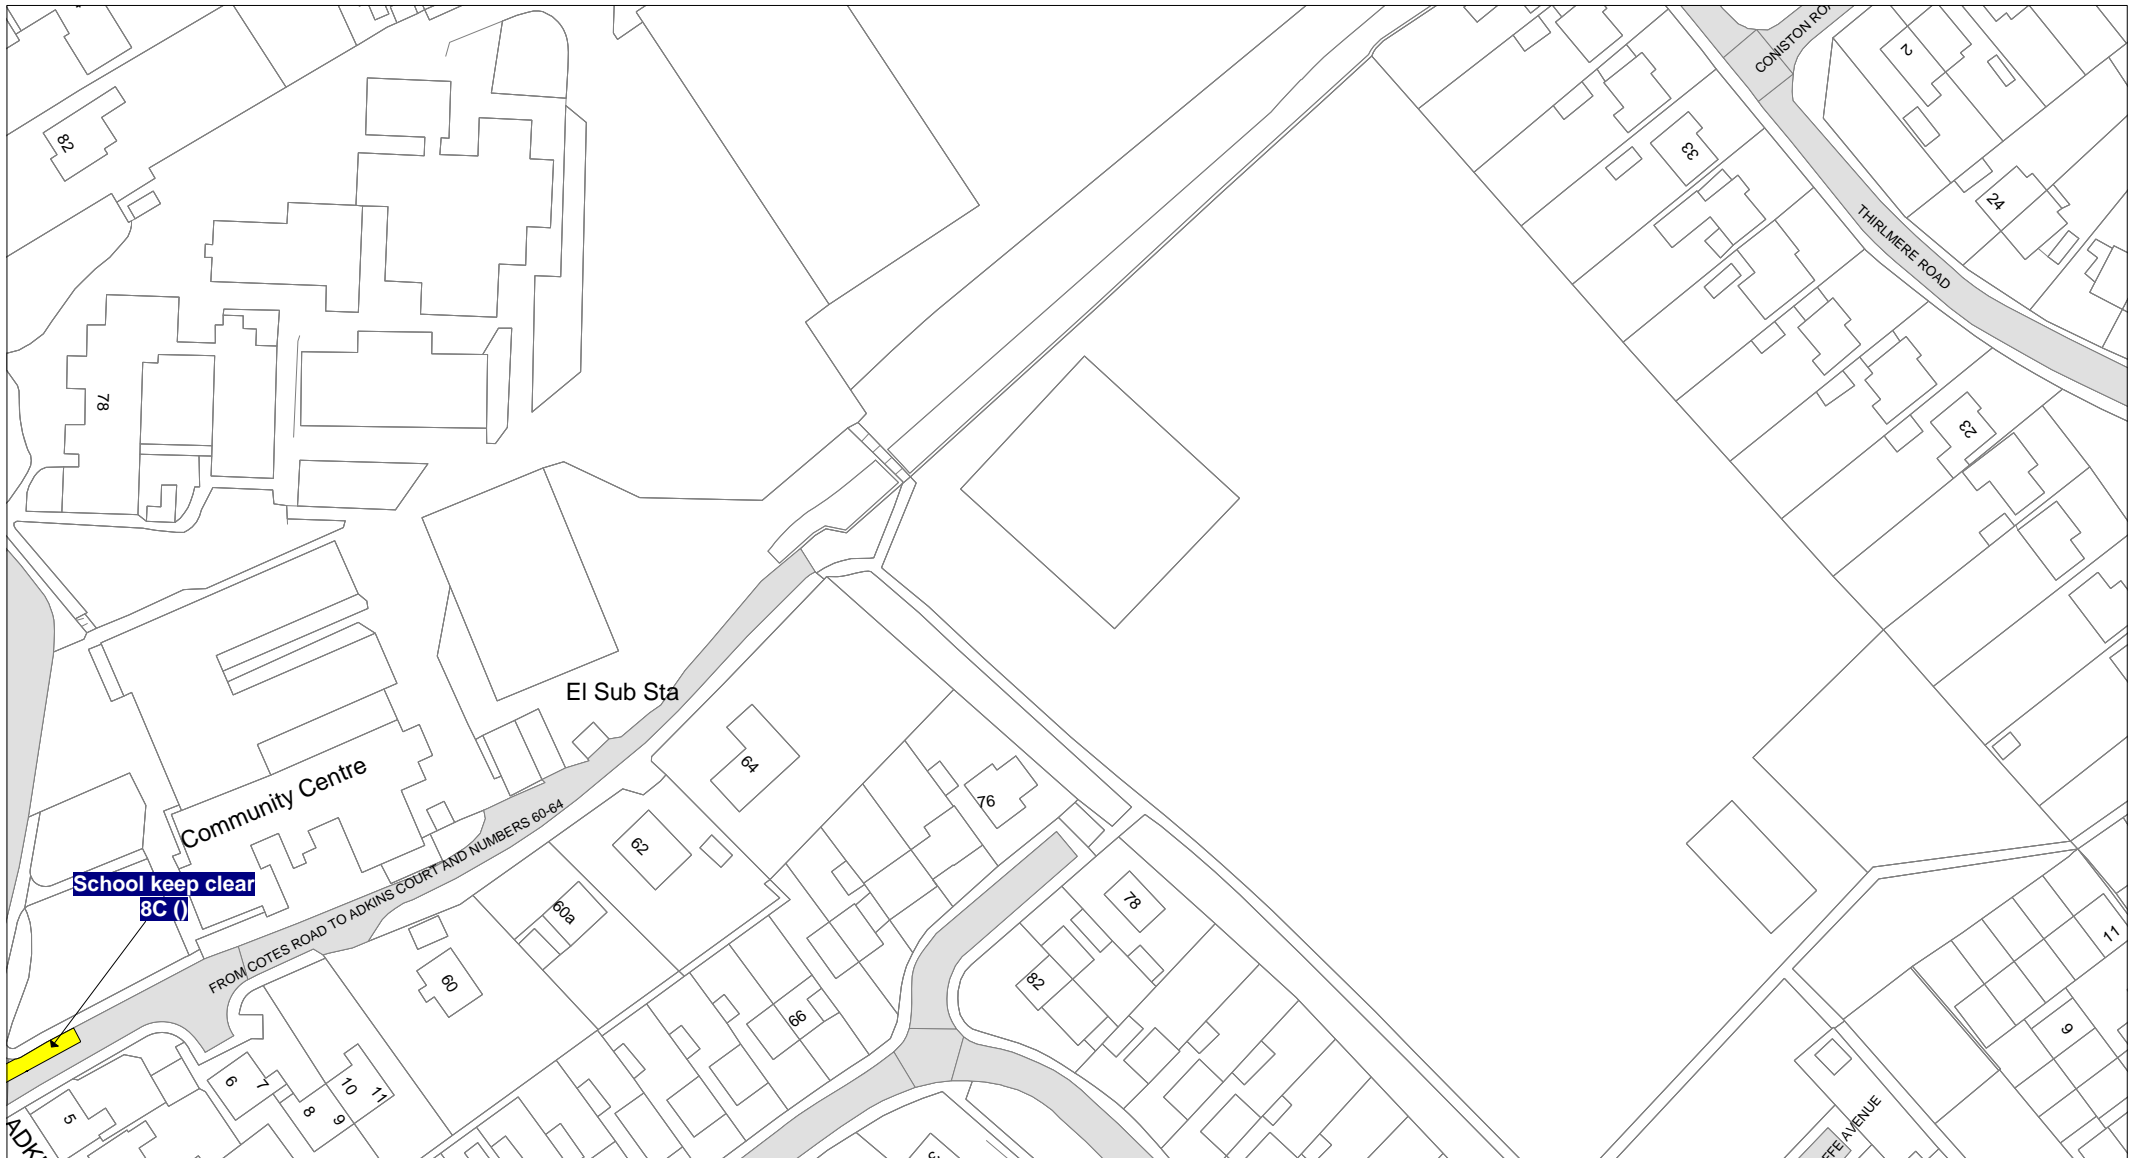 CONISTON
2
82
33
24
THIRLMERE ROAD
78
23
El Sub Sta
64
76
Community Centre
62
FROM COTES ROAD TO ADKINS COURT AND NUMBERS 60-64
School keep clear
8C ()
60a
78
11
60
82
66
9
6
7
8
9
10
11
5
AVENUE